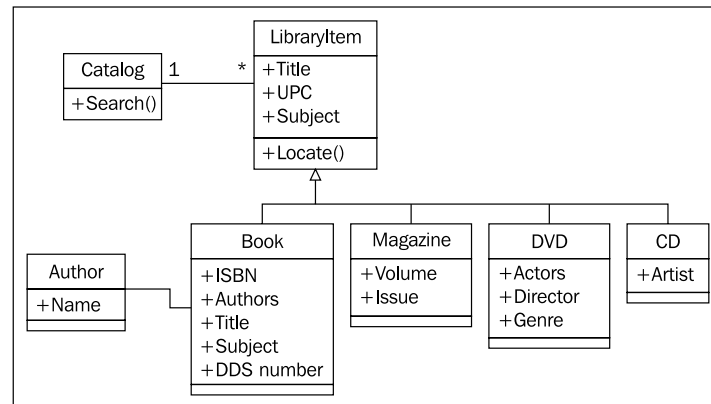 LibraryItem
+Title
+UPC
+Subject
+Locate()
Catalog
+Search()
1
*
Book
+ISBN
+Authors
+Title
+Subject
+DDS number
Magazine
+Volume
+Issue
DVD
+Actors
+Director
+Genre
CD
+Artist
Author
+Name